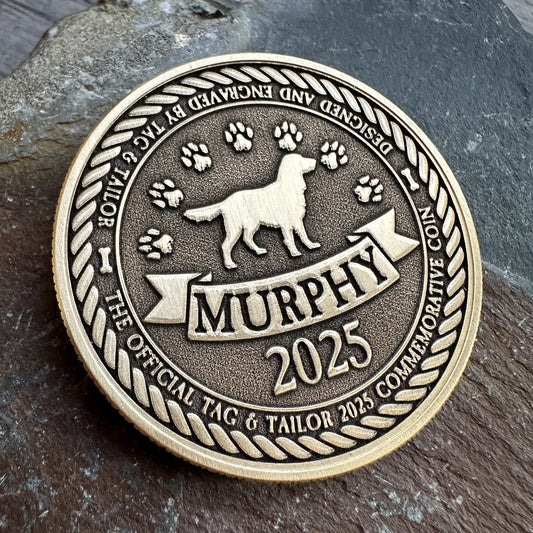 DESIGNED AND ENGRAVED BY TAG & TAILOR
MURPHY
2025
THE OFFICIAL TAG & TAILOR 2025 COMMEMORATIVE COIN